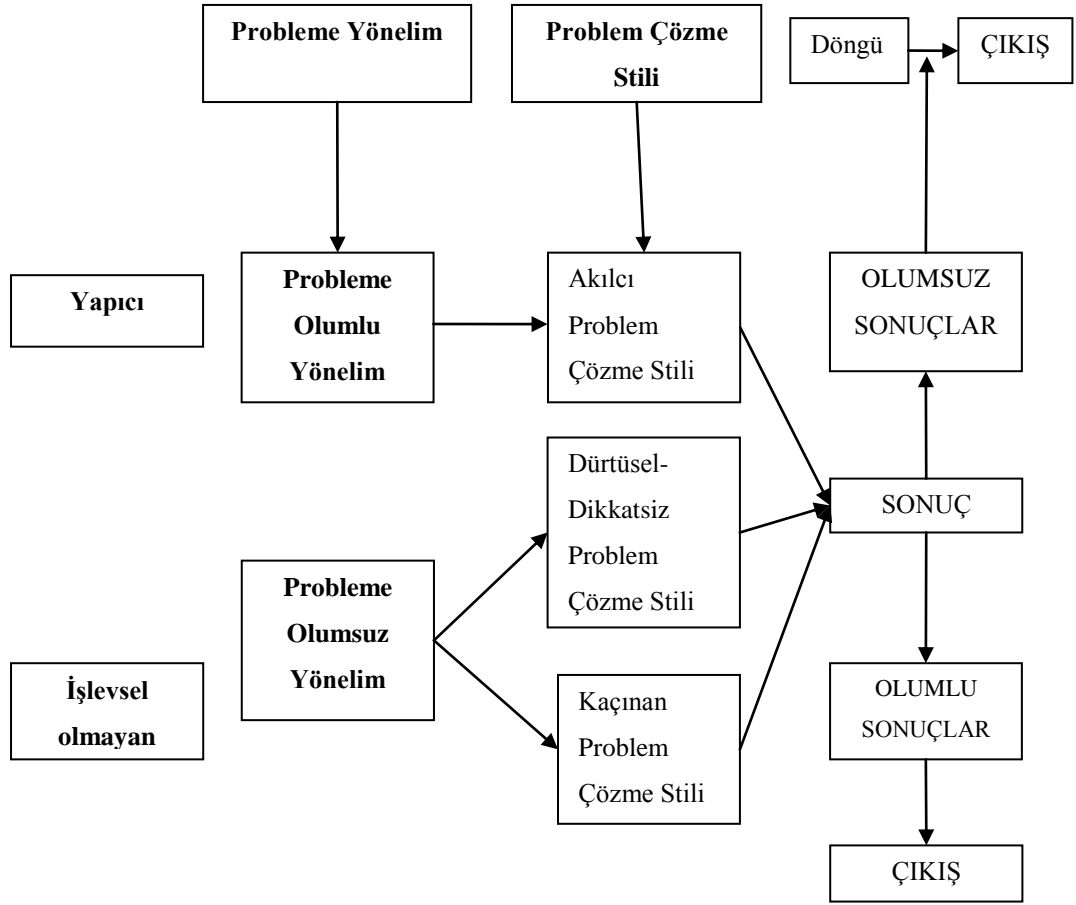 Probleme Yönelim
Problem Çözme
Stili
Döngü
ÇIKIŞ
Yapıcı
Probleme
Olumlu
Yönelim
Akılcı
Problem
Çözme Stili
OLUMSUZ
SONUÇLAR
Dürtüsel-
Dikkatsiz
Problem
Çözme Stili
SONUÇ
Probleme
Olumsuz
Yönelim
İşlevsel
olmayan
Kaçınan
Problem
Çözme Stili
OLUMLU
SONUÇLAR
ÇIKIŞ